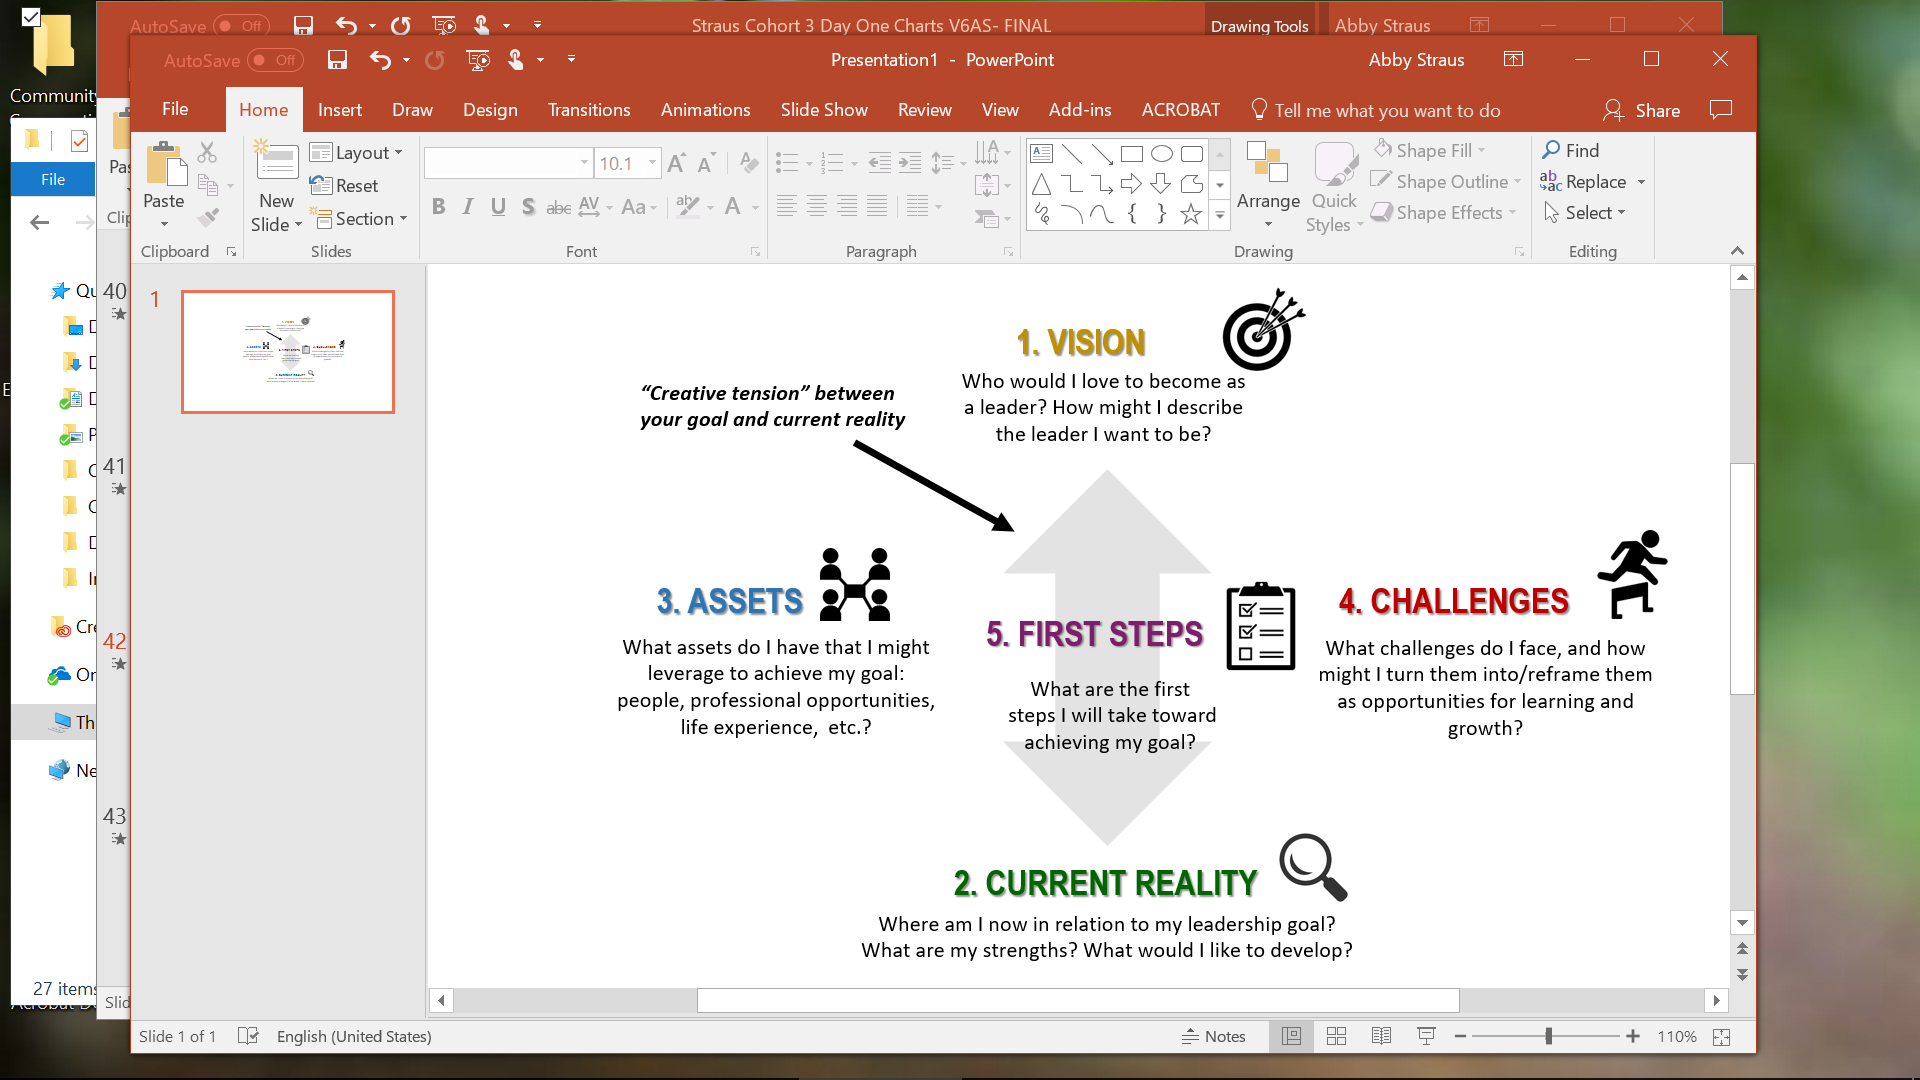 Community
AutoSave Off
Straus Cohort 3 Day One Charts V6AS- FINAL
Drawing Tools
Abby Straus
AutoSave Off
Presentation1 - PowerPoint
Abby Straus
File
Home
Insert
Draw
Design
Transitions
Animations
Slide Show
Review
View
Add-ins
ACROBAT
Tell me what you want to do
Share
Paste
Clipboard
New
Slide
Layout
Reset
Section
Slides
10.1
B I U S abc AV Aa A
Font
Paragraph
Arrange
Quick
Styles
Shape Fill
Shape Outline
Shape Effects
Drawing
Find
Replace
Select
Editing
File
40
41
42
43
27 items
1
1. VISION
Who would I love to become as
a leader? How might I describe
the leader I want to be?
“Creative tension” between
your goal and current reality
3. ASSETS
What assets do I have that I might
leverage to achieve my goal:
people, professional opportunities,
life experience, etc.?
5. FIRST STEPS
What are the first
steps I will take toward
achieving my goal?
4. CHALLENGES
What challenges do I face, and how
might I turn them into/reframe them
as opportunities for learning and
growth?
2. CURRENT REALITY
Where am I now in relation to my leadership goal?
What are my strengths? What would I like to develop?
Slide 1 of 1
English (United States)
Notes
110%